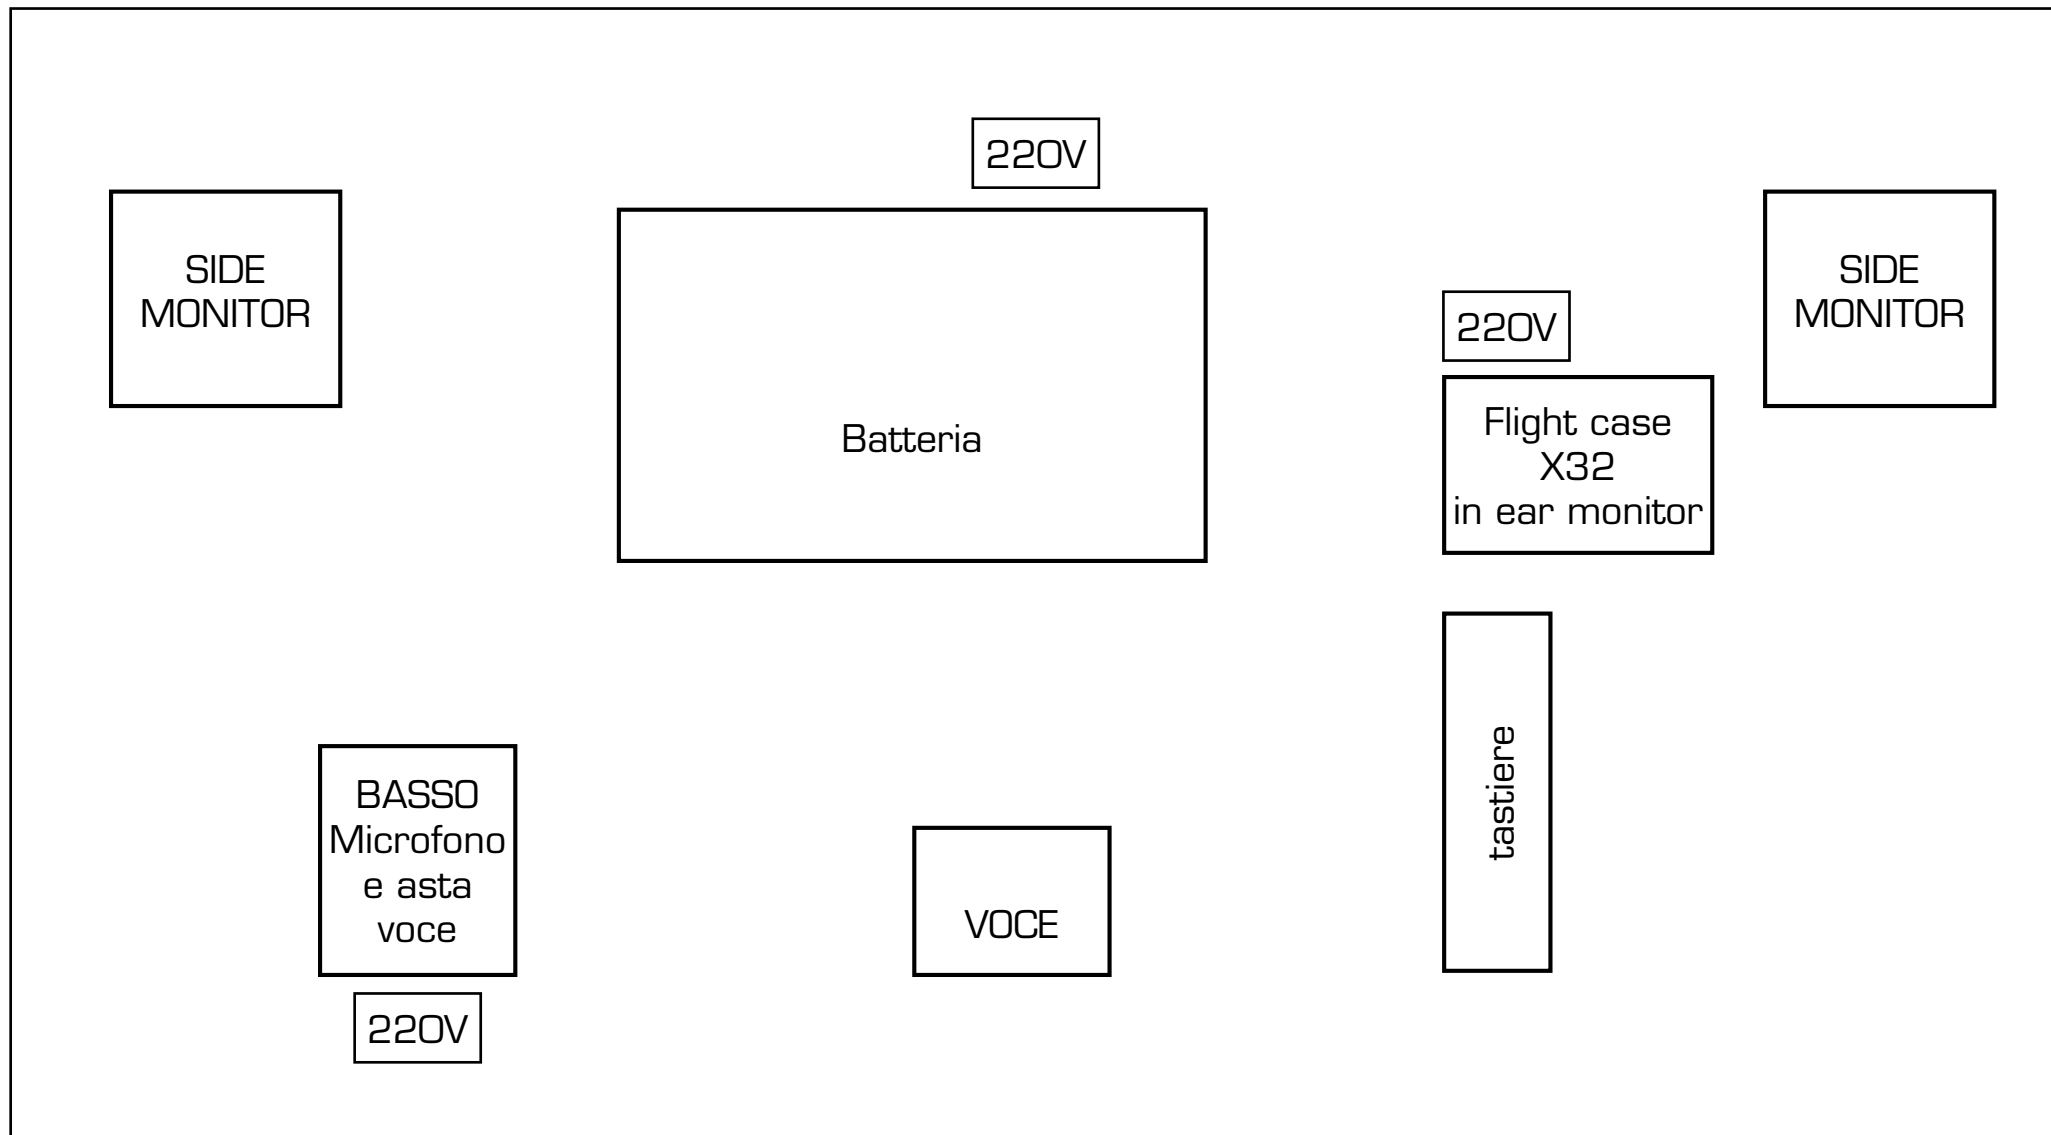 220V
SIDE
MONITOR
SIDE
MONITOR
220V
Batteria
Flight case
X32
in ear monitor
tastiere
BASSO
Microfono
e asta
voce
VOCE
220V